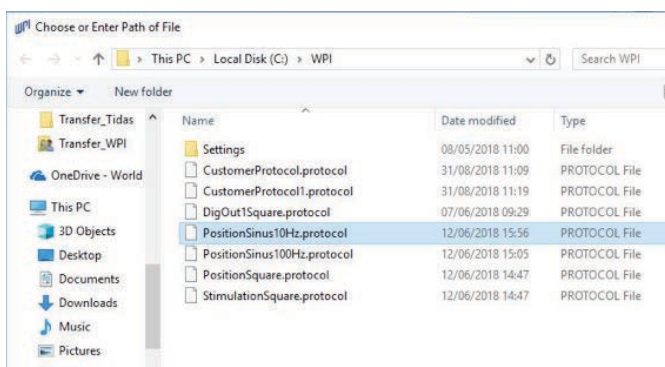 WPI Choose or Enter Path of File
This PC > Local Disk (C:) > WPI
Search WPI
Organize New folder
Name Date modified Type
Transfer_Tidas
Transfer_WPI
OneDrive - World
This PC
3D Objects
Desktop
Documents
Downloads
Music
Pictures
Settings 08/05/2018 11:00 File folder
CustomerProtocol.protocol 31/08/2018 11:09 PROTOCOL File
CustomerProtocol1.protocol 31/08/2018 11:19 PROTOCOL File
DigOut1Square.protocol 07/06/2018 09:29 PROTOCOL File
PositionSinus10Hz.protocol 12/06/2018 15:56 PROTOCOL File
PositionSinus100Hz.protocol 12/06/2018 15:05 PROTOCOL File
PositionSquare.protocol 12/06/2018 14:47 PROTOCOL File
StimulationSquare.protocol 12/06/2018 14:47 PROTOCOL File